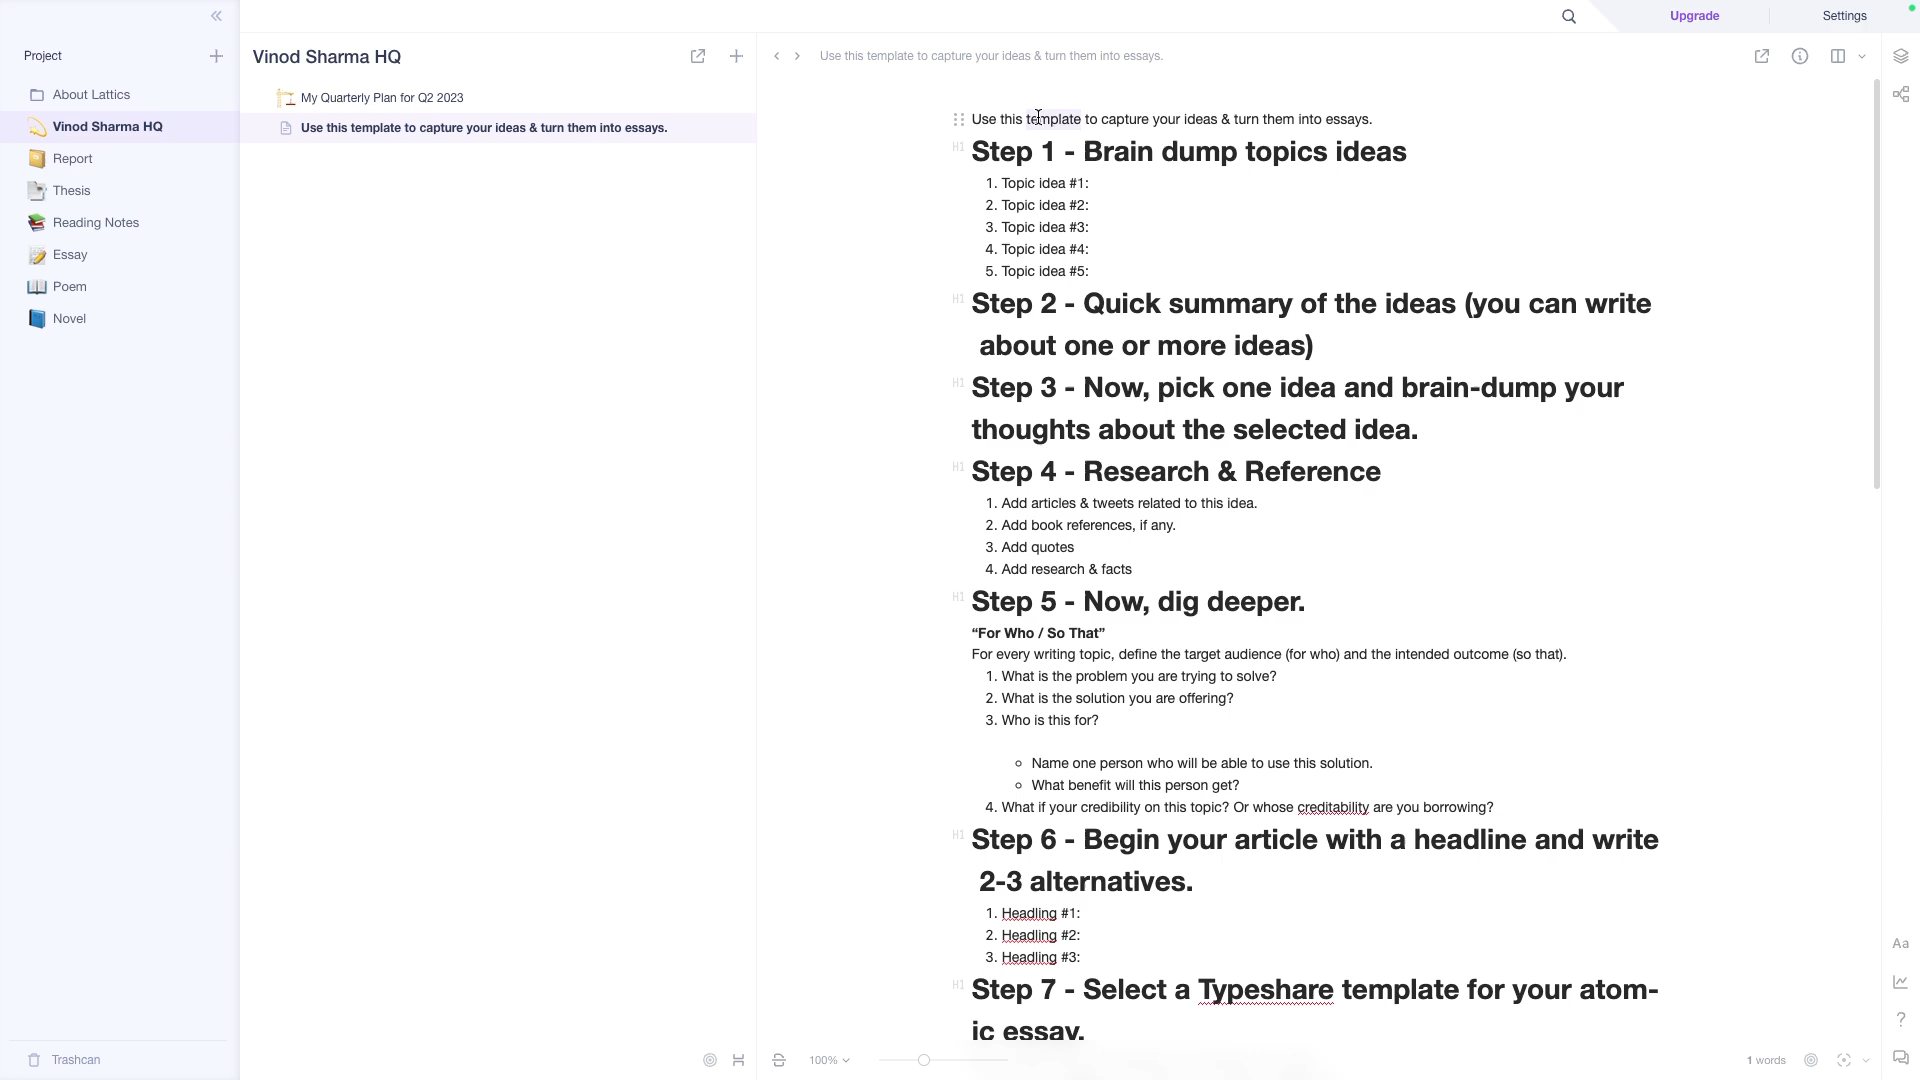 Upgrade
Settings
Project
About Lattics
Vinod Sharma HQ
Report
Thesis
Reading Notes
Essay
Poem
Novel
Trashcan
Vinod Sharma HQ
My Quarterly Plan for Q2 2023
Use this template to capture your ideas & turn them into essays.
Use this template to capture your ideas & turn them into essays.
Use this template to capture your ideas & turn them into essays.
H1 Step 1 - Brain dump topics ideas
1. Topic idea #1:
2. Topic idea #2:
3. Topic idea #3:
4. Topic idea #4:
5. Topic idea #5:
H1 Step 2 - Quick summary of the ideas (you can write
about one or more ideas)
H1 Step 3 - Now, pick one idea and brain-dump your
thoughts about the selected idea.
H1 Step 4 - Research & Reference
1. Add articles & tweets related to this idea.
2. Add book references, if any.
3. Add quotes
4. Add research & facts
H1 Step 5 - Now, dig deeper.
“For Who / So That”
For every writing topic, define the target audience (for who) and the intended outcome (so that).
1. What is the problem you are trying to solve?
2. What is the solution you are offering?
3. Who is this for?
Name one person who will be able to use this solution.
What benefit will this person get?
4. What if your credibility on this topic? Or whose creditability are you borrowing?
H1 Step 6 - Begin your article with a headline and write
2-3 alternatives.
1. Headling #1:
2. Headling #2:
3. Headling #3:
H1 Step 7 - Select a Typeshare template for your atom-
ic essay.
Aa
100%
1 words